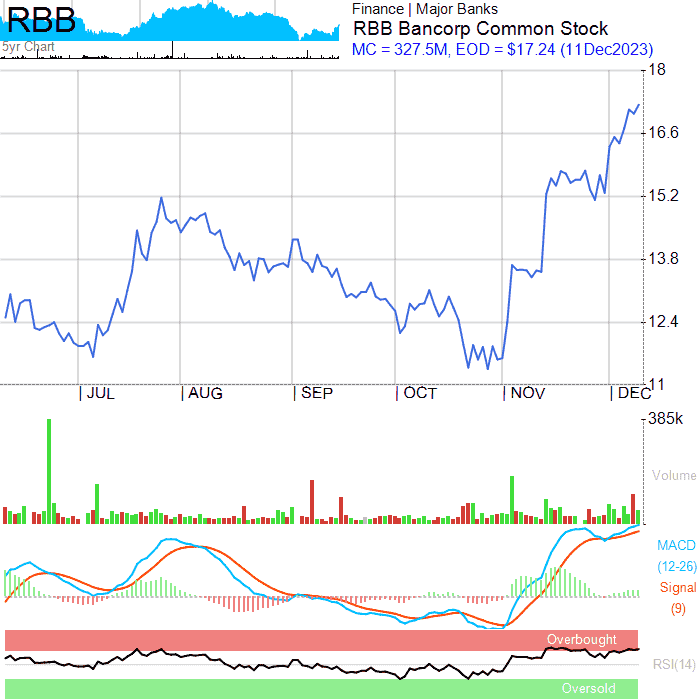 RBB
5yr Chart
Finance | Major Banks
RBB Bancorp Common Stock
MC = 327.5M, EOD = $17.24 (11Dec2023)
18
16.6
15.2
13.8
12.4
11
JUL AUG SEP OCT NOV DEC
385k
Volume
MACD
(12-26)
Signal
(9)
Overbought
RSI(14)
Oversold